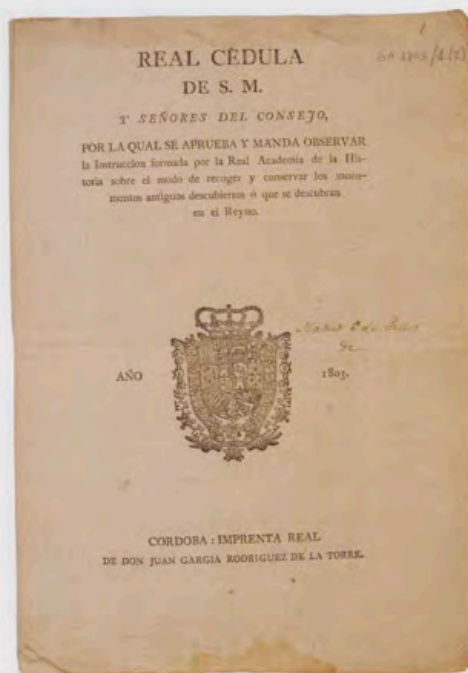 REAL CÉDULA
DE S. M.
Y SEÑORES DEL CONSEJO,
POR LA QUAL SE APRUEBA Y MANDA OBSERVAR
la Instruccion formada por la Real Academia de la His-
toria sobre el modo de recoger y conservar los monu-
mentos antiguos descubiertos ó que se descubran
en el Reyno.
AÑO
1803.
CORDOBA : IMPRENTA REAL
DE DON JUAN GARCIA RODRIGUEZ DE LA TORRE.